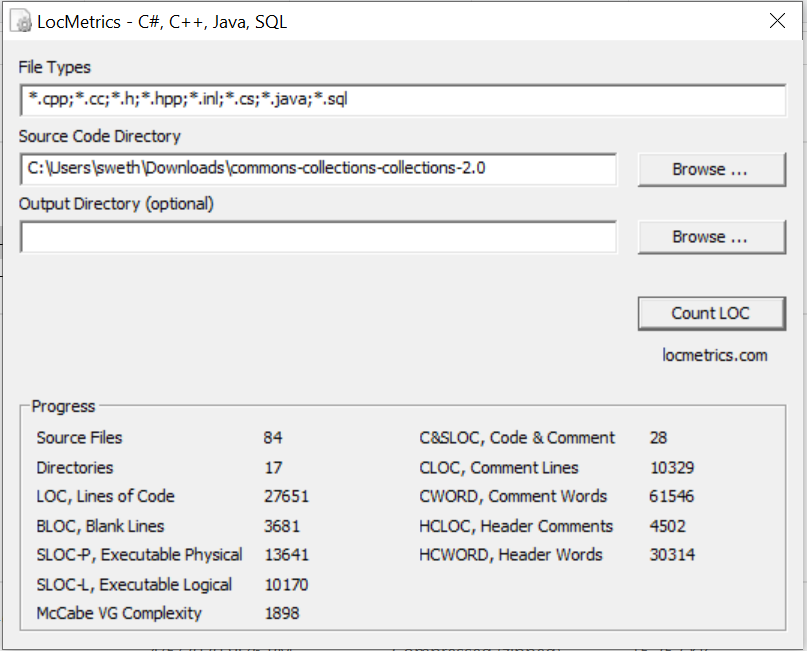 LocMetrics - C#, C++, Java, SQL
File Types
*.cpp;*.cc;*.h;*.hpp;*.inl;*.cs;*.java;*.sql
Source Code Directory
C:\Users\sweth\Downloads\commons-collections-collections-2.0
Browse ...
Output Directory (optional)
Browse ...
Count LOC
locmetrics.com
Progress
Source Files 84 C&SLOC, Code & Comment 28
Directories 17 CLOC, Comment Lines 10329
LOC, Lines of Code 27651 CWORD, Comment Words 61546
BLOC, Blank Lines 3681 HCLOC, Header Comments 4502
SLOC-P, Executable Physical 13641 HCWORD, Header Words 30314
SLOC-L, Executable Logical 10170
McCabe VG Complexity 1898